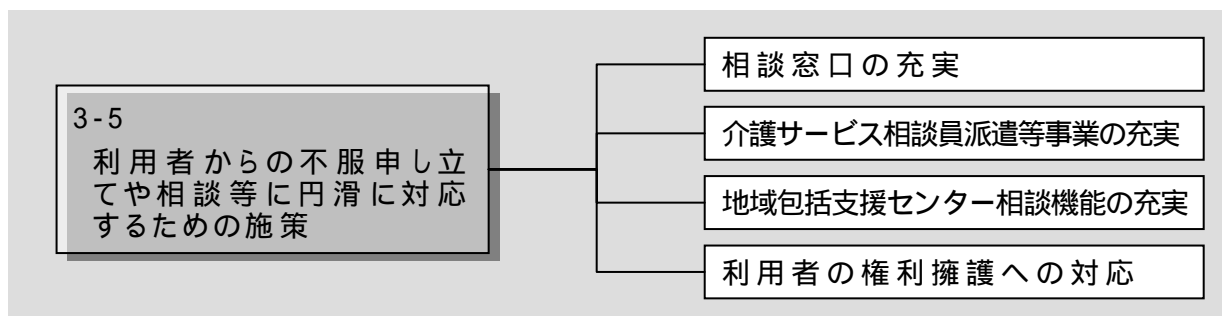 3-5
利用者からの不服申し立
てや相談等に円滑に対応
するための施策
相談窓口の充実
介護サービス相談員派遣等事業の充実
地域包括支援センター相談機能の充実
利用者の権利擁護への対応